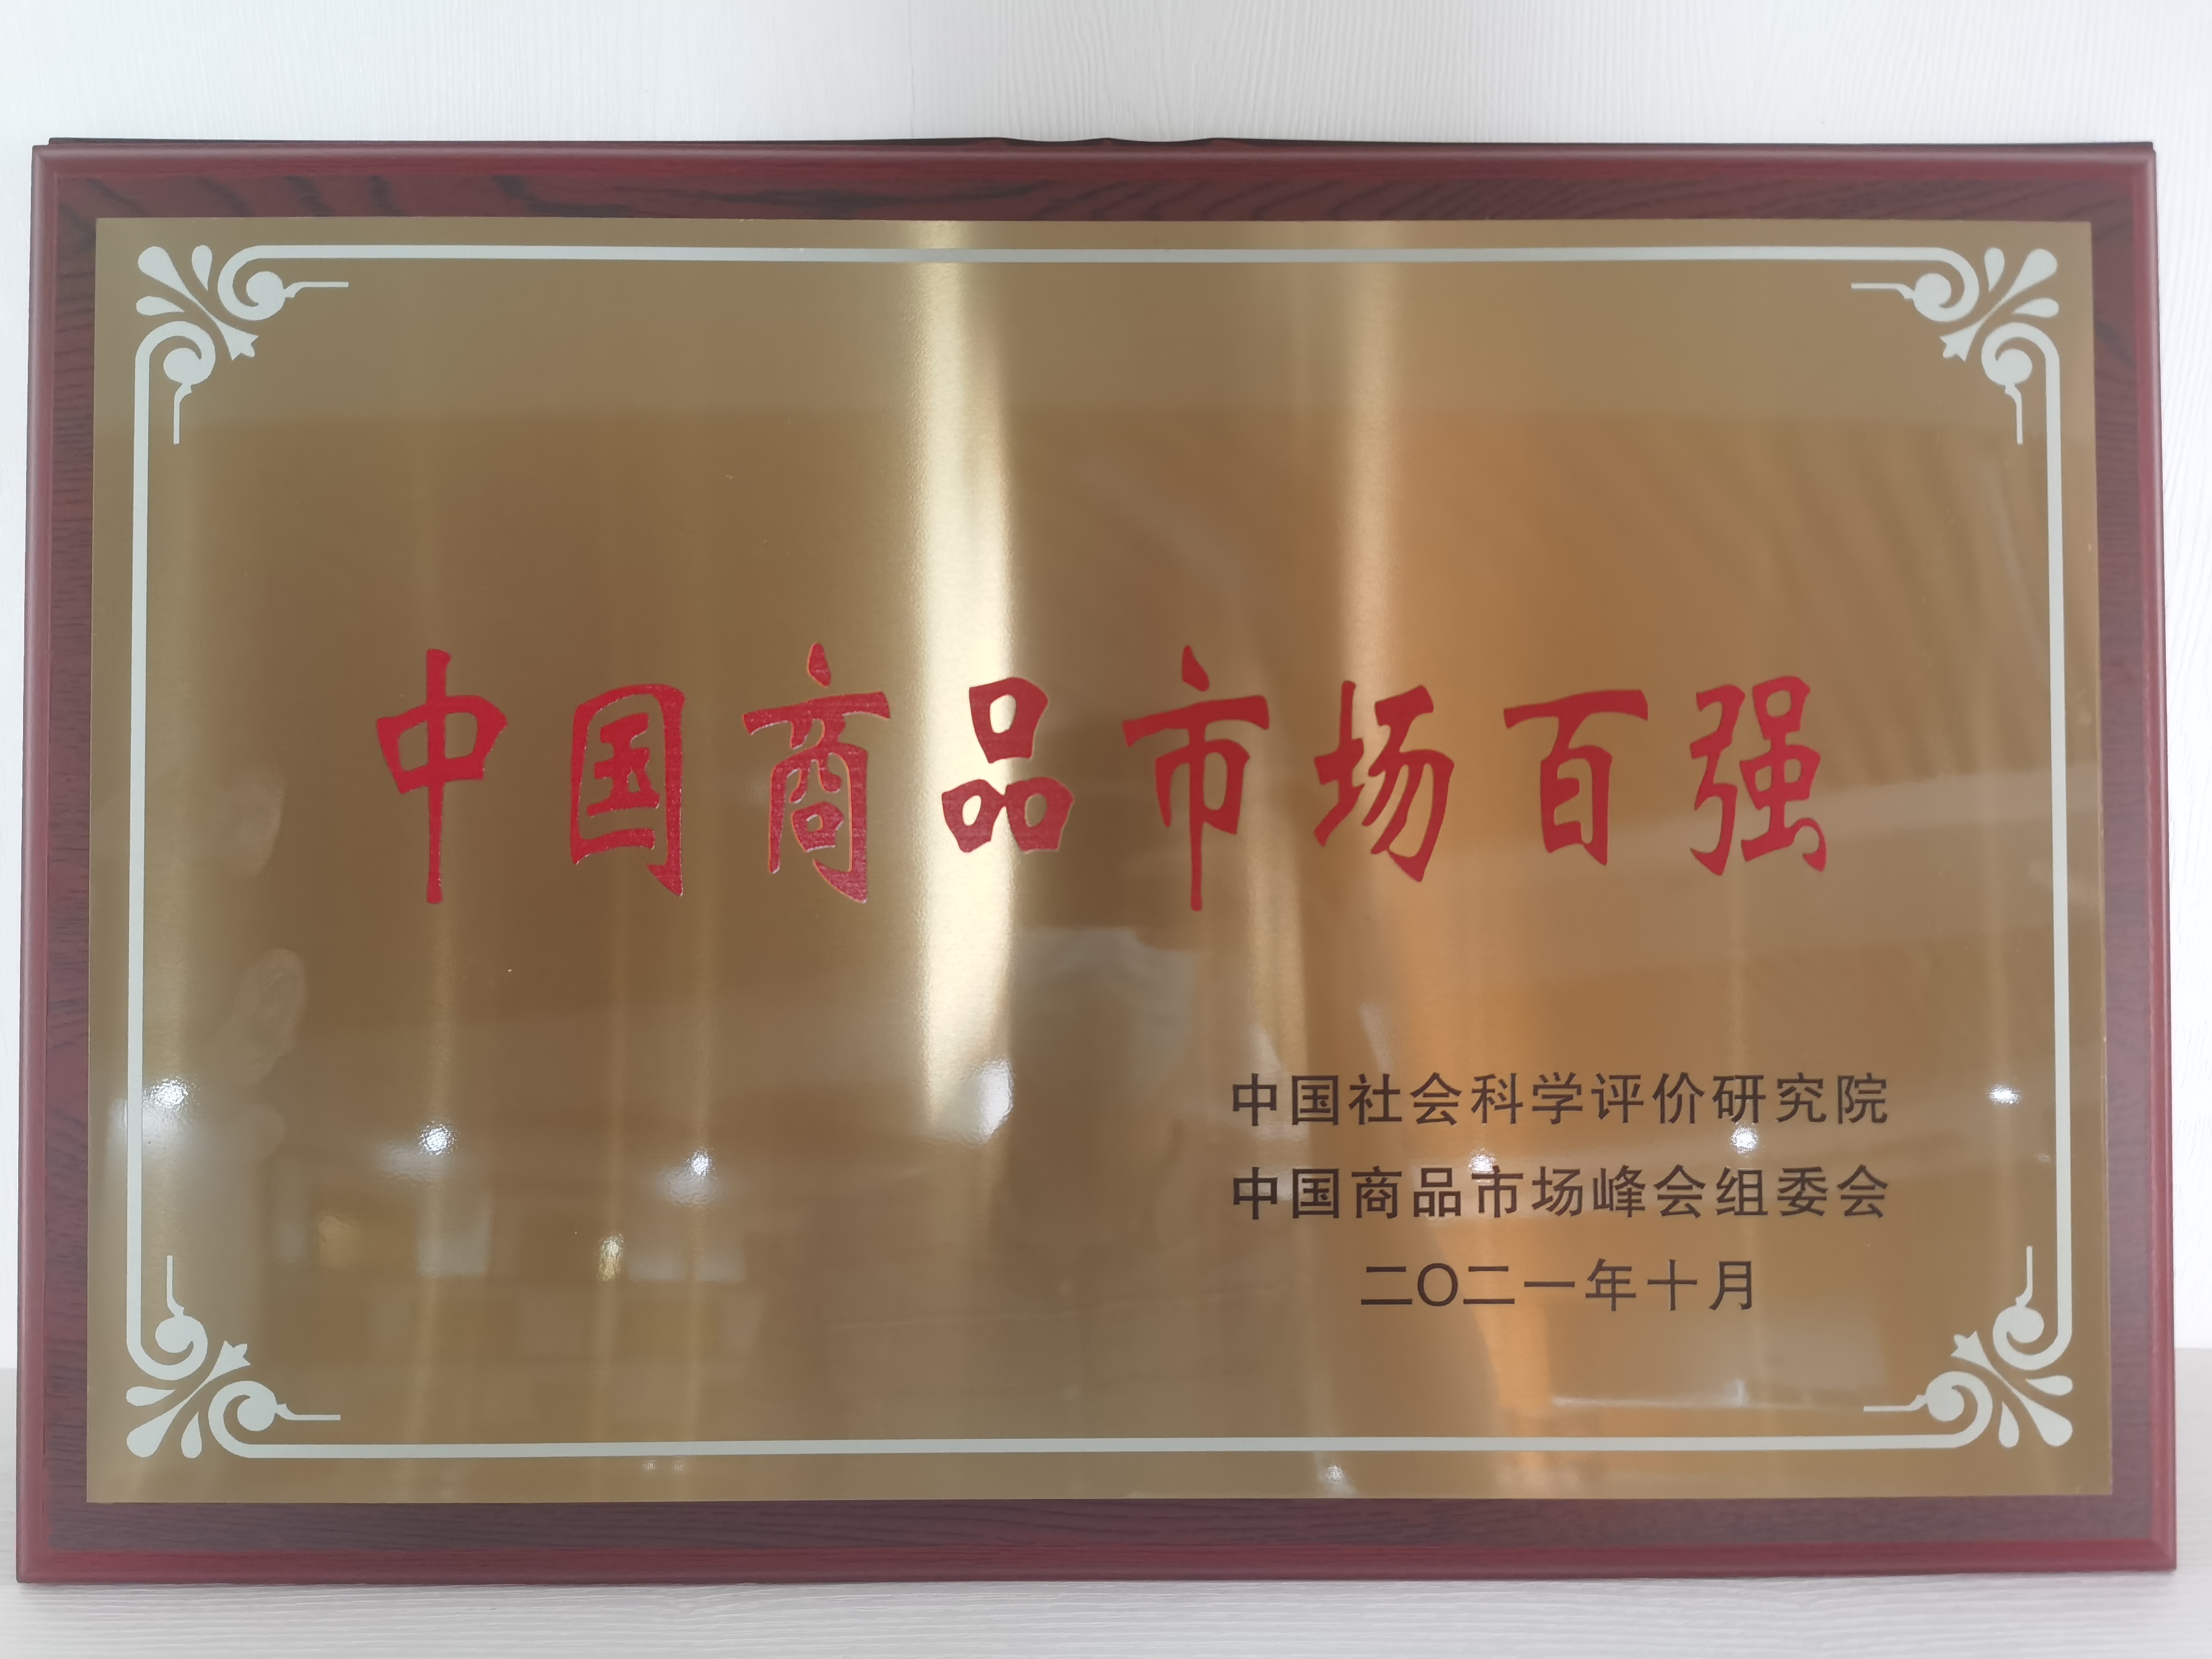 中国商品市场百强
中国社会科学评价研究院
中国商品市场峰会组委会
二〇二一年十月